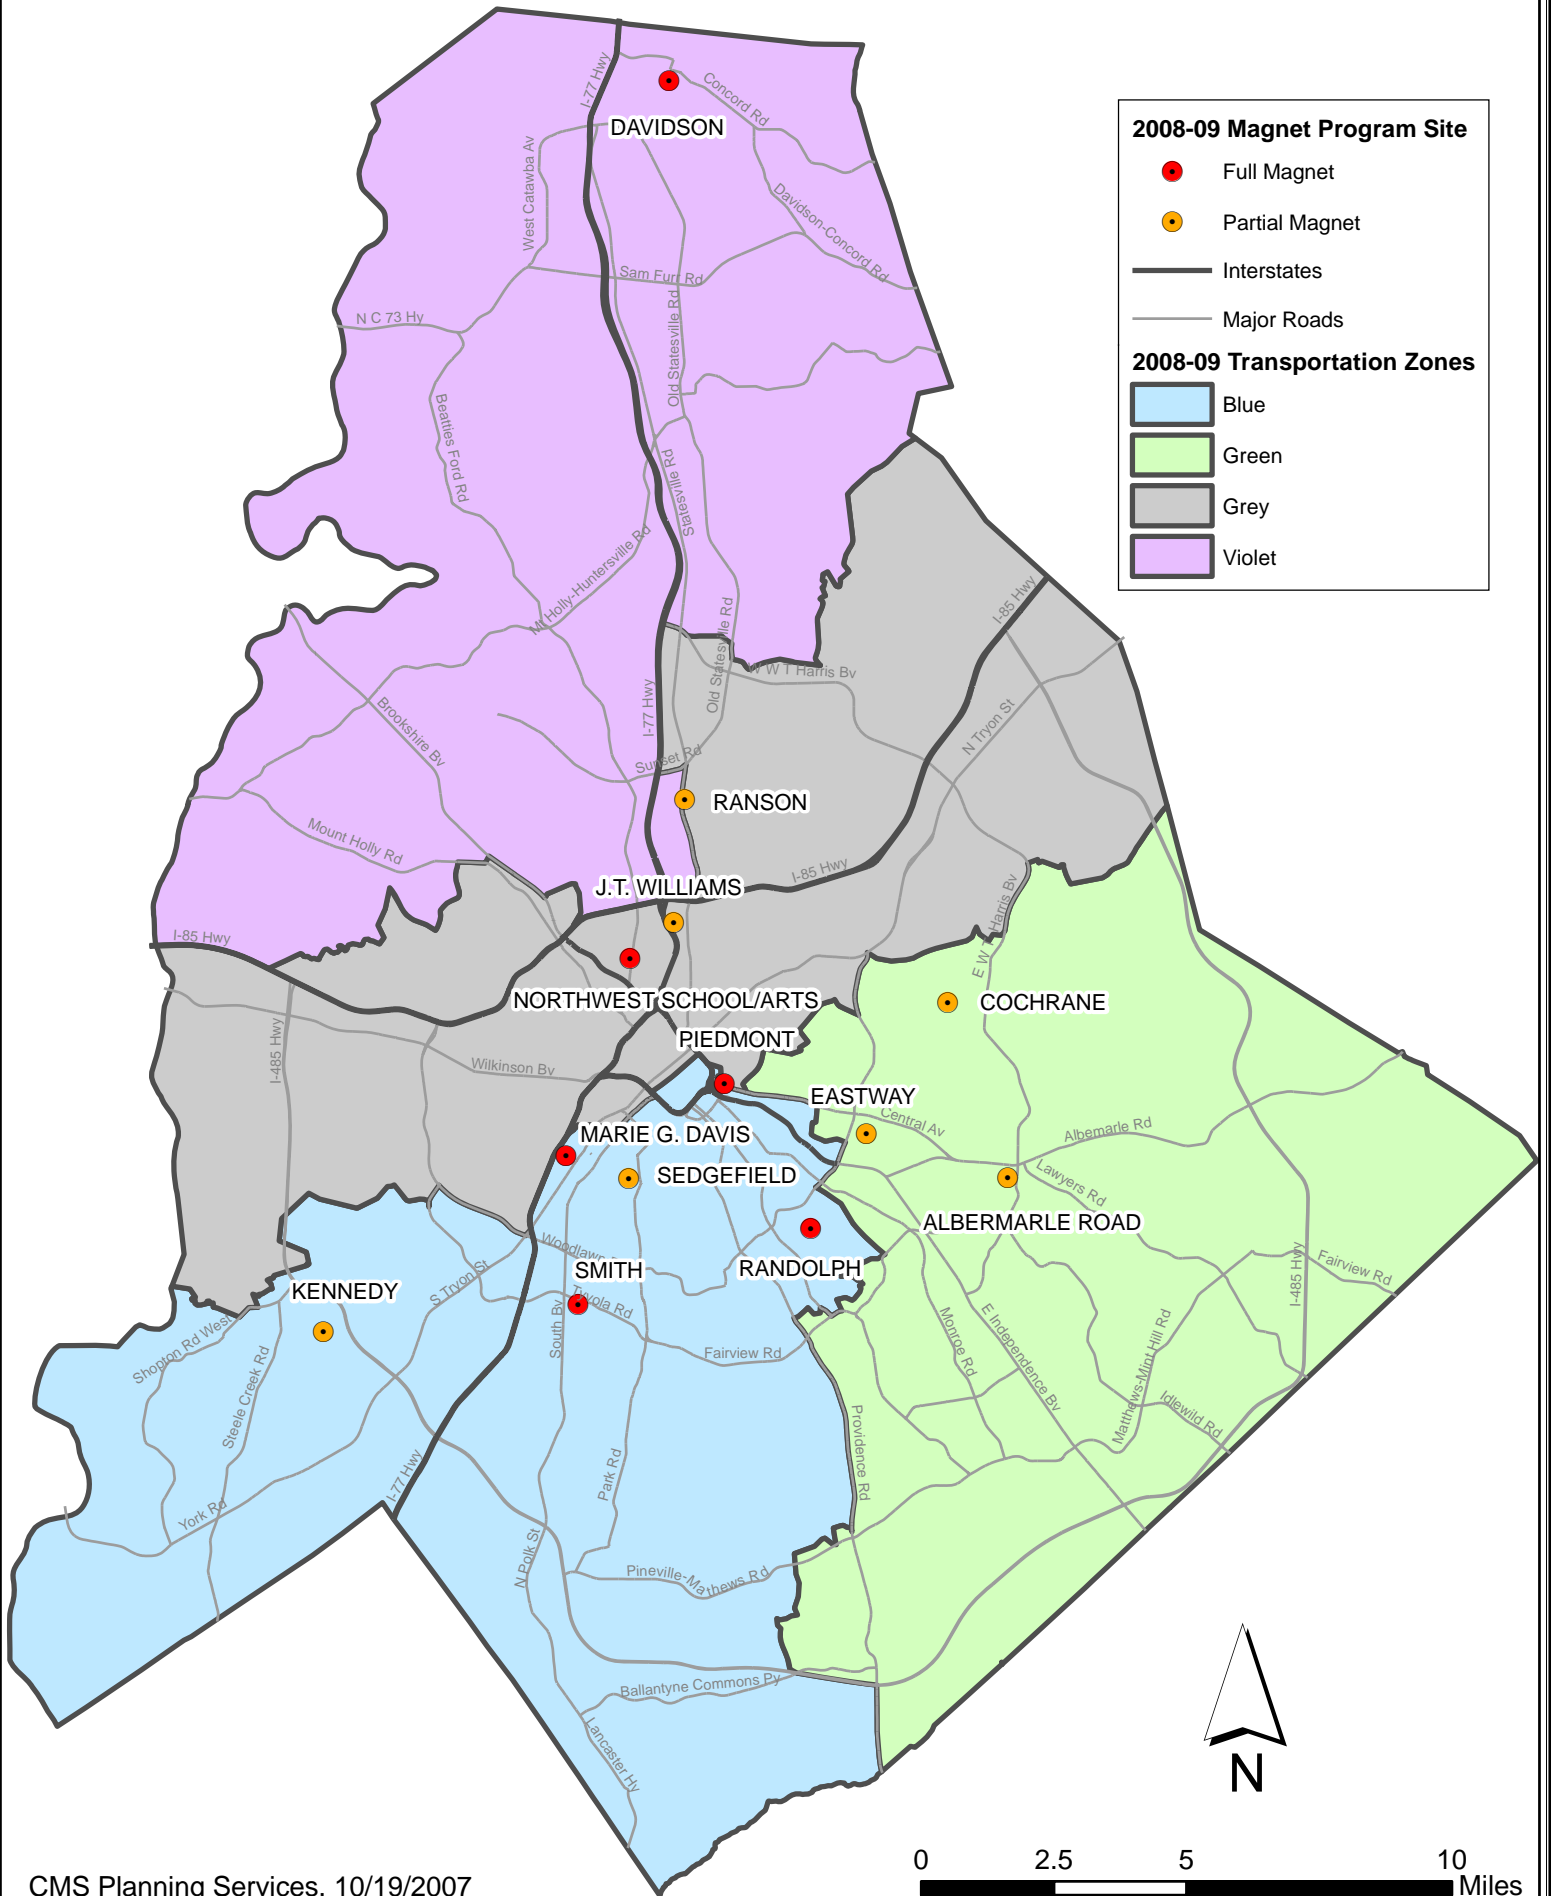 2008-09 Magnet Program Site
Full Magnet
Partial Magnet
Interstates
Major Roads
2008-09 Transportation Zones
Blue
Green
Grey
Violet
I-77 Hwy
Concord Rd
DAVIDSON
West Catawba Av
Davidson-Concord Rd
Sam Furr Rd
N C 73 Hy
Old Statesville Rd
Beatties Ford Rd
Statesville Rd
Mt Holly-Huntersville Rd
I-85 Hwy
Old Statesville Rd
W W T Harris Bv
I-77 Hwy
Brookshire Bv
N Tryon St
Sunset Rd
RANSON
Mount Holly Rd
I-85 Hwy
J.T. WILLIAMS
E W T Harris Bv
I-85 Hwy
NORTHWEST SCHOOL/ARTS
COCHRANE
I-485 Hwy
PIEDMONT
Wilkinson Bv
EASTWAY
Central Av
Albemarle Rd
MARIE G. DAVIS
SEDGEFIELD
Lawyers Rd
ALBERMARLE ROAD
Woodlawn
S Tryon St
SMITH
RANDOLPH
Fairview Rd
I-485 Hwy
KENNEDY
Tyvola Rd
South Bv
Shopton Rd West
Steele Creek Rd
Fairview Rd
Monroe Rd
E Independence Bv
Matthews-Mint Hill Rd
Idlewild Rd
Providence Rd
Park Rd
I-77 Hwy
York Rd
N Polk St
Pineville-Mathews Rd
Ballantyne Commons Py
Lancaster Hy
N
0 2.5 5 10
Miles
CMS Planning Services, 10/19/2007